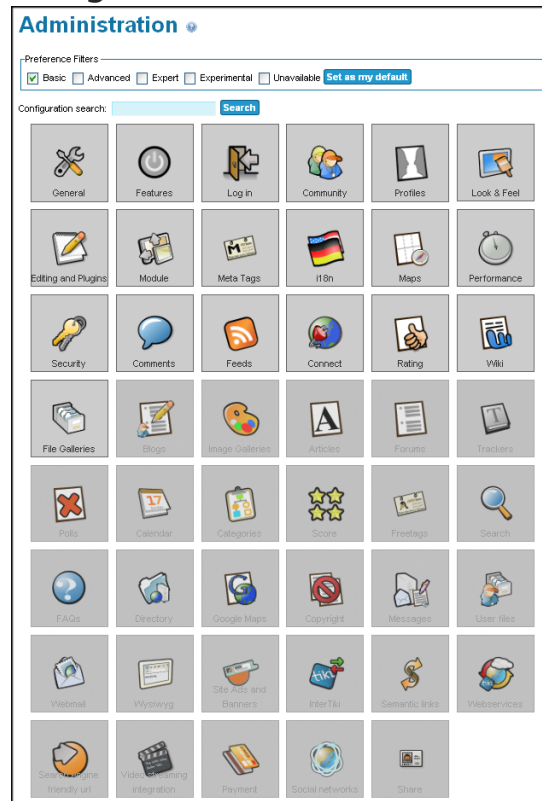 Administration
Preference Filters
Basic Advanced Expert Experimental Unavailable Set as my default
Configuration search: Search
General Features Log in Community Profiles Look & Feel
Editing and Plugins Module Meta Tags i18n Maps Performance
Security Comments Feeds Connect Rating Wiki
File Galleries Blogs Image Galleries Articles Forums Trackers
17
Polls Calendar Categories Score Freetags Search
FAQs Directory Google Maps Copyright Messages User files
tiki
Webmail Wysiwyg Site Ads and Banners InterTiki Semantic links Webservices
Search engine friendly url Video streaming integration Payment Social networks Share